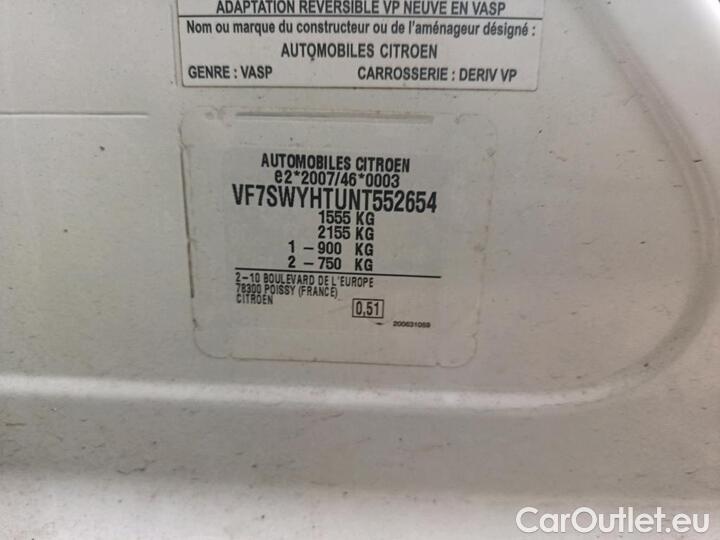 ADAPTATION REVERSIBLE VP NEUVE EN VASP
Nom ou marque du constructeur ou de l'aménageur désigné :
AUTOMOBILES CITROEN
GENRE : VASP CARROSSERIE : DERIV VP
AUTOMOBILES CITROEN
e2*2007/46*0003
VF7SWYHTUNT552654
1555 KG
2155 KG
1 – 900 KG
2 – 750 KG
2–10 BOULEVARD DE L'EUROPE
78300 POISSY (FRANCE)
CITROEN
0,51
200631059
CarOutlet.eu